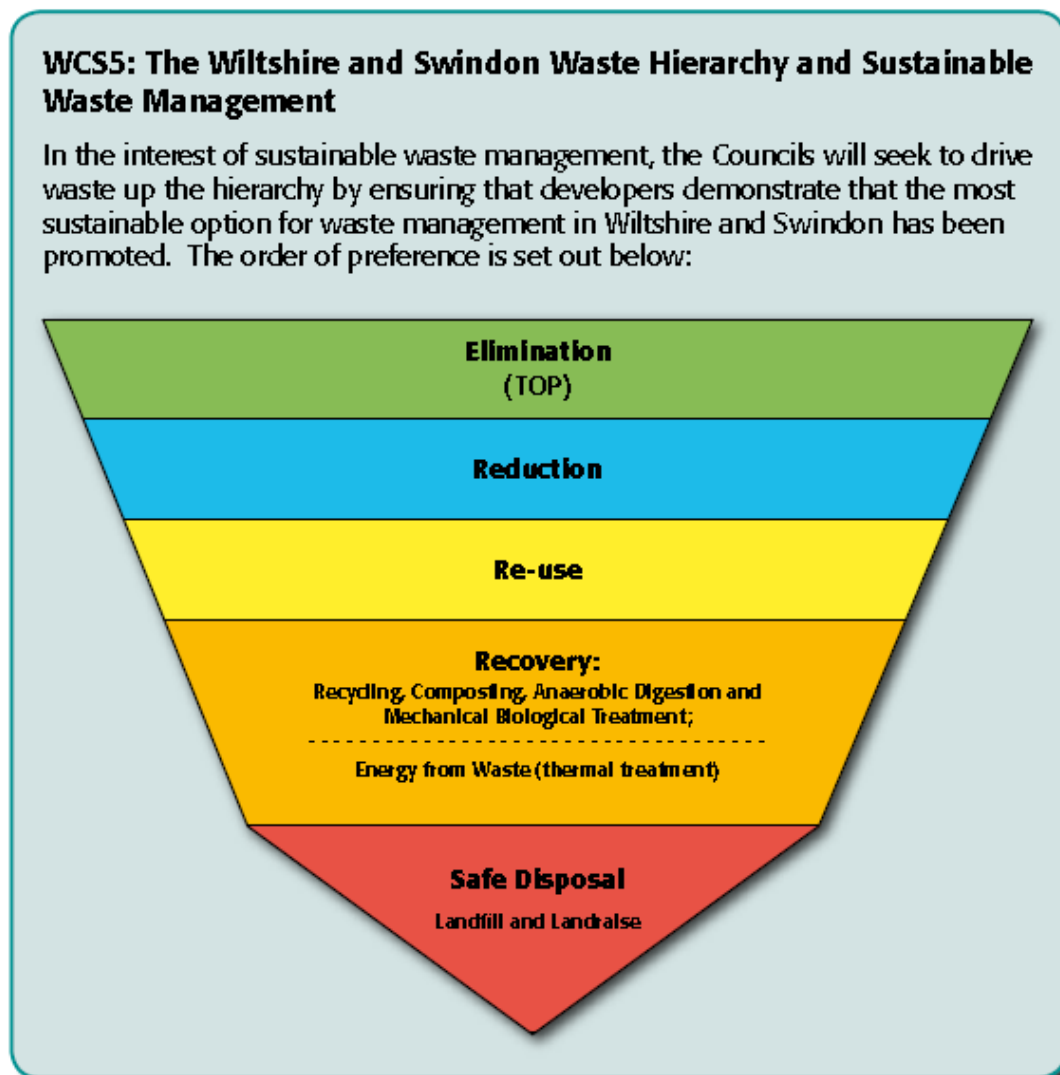 WCS5: The Wiltshire and Swindon Waste Hierarchy and Sustainable
Waste Management
In the interest of sustainable waste management, the Councils will seek to drive
waste up the hierarchy by ensuring that developers demonstrate that the most
sustainable option for waste management in Wiltshire and Swindon has been
promoted.  The order of preference is set out below:
Elimination
(TOP)
Reduction
Re-use
Recovery:
Recycling, Composting, Anaerobic Digestion and
Mechanical Biological Treatment;
Energy from Waste (thermal treatment)
Safe Disposal
Landfill and Landraise